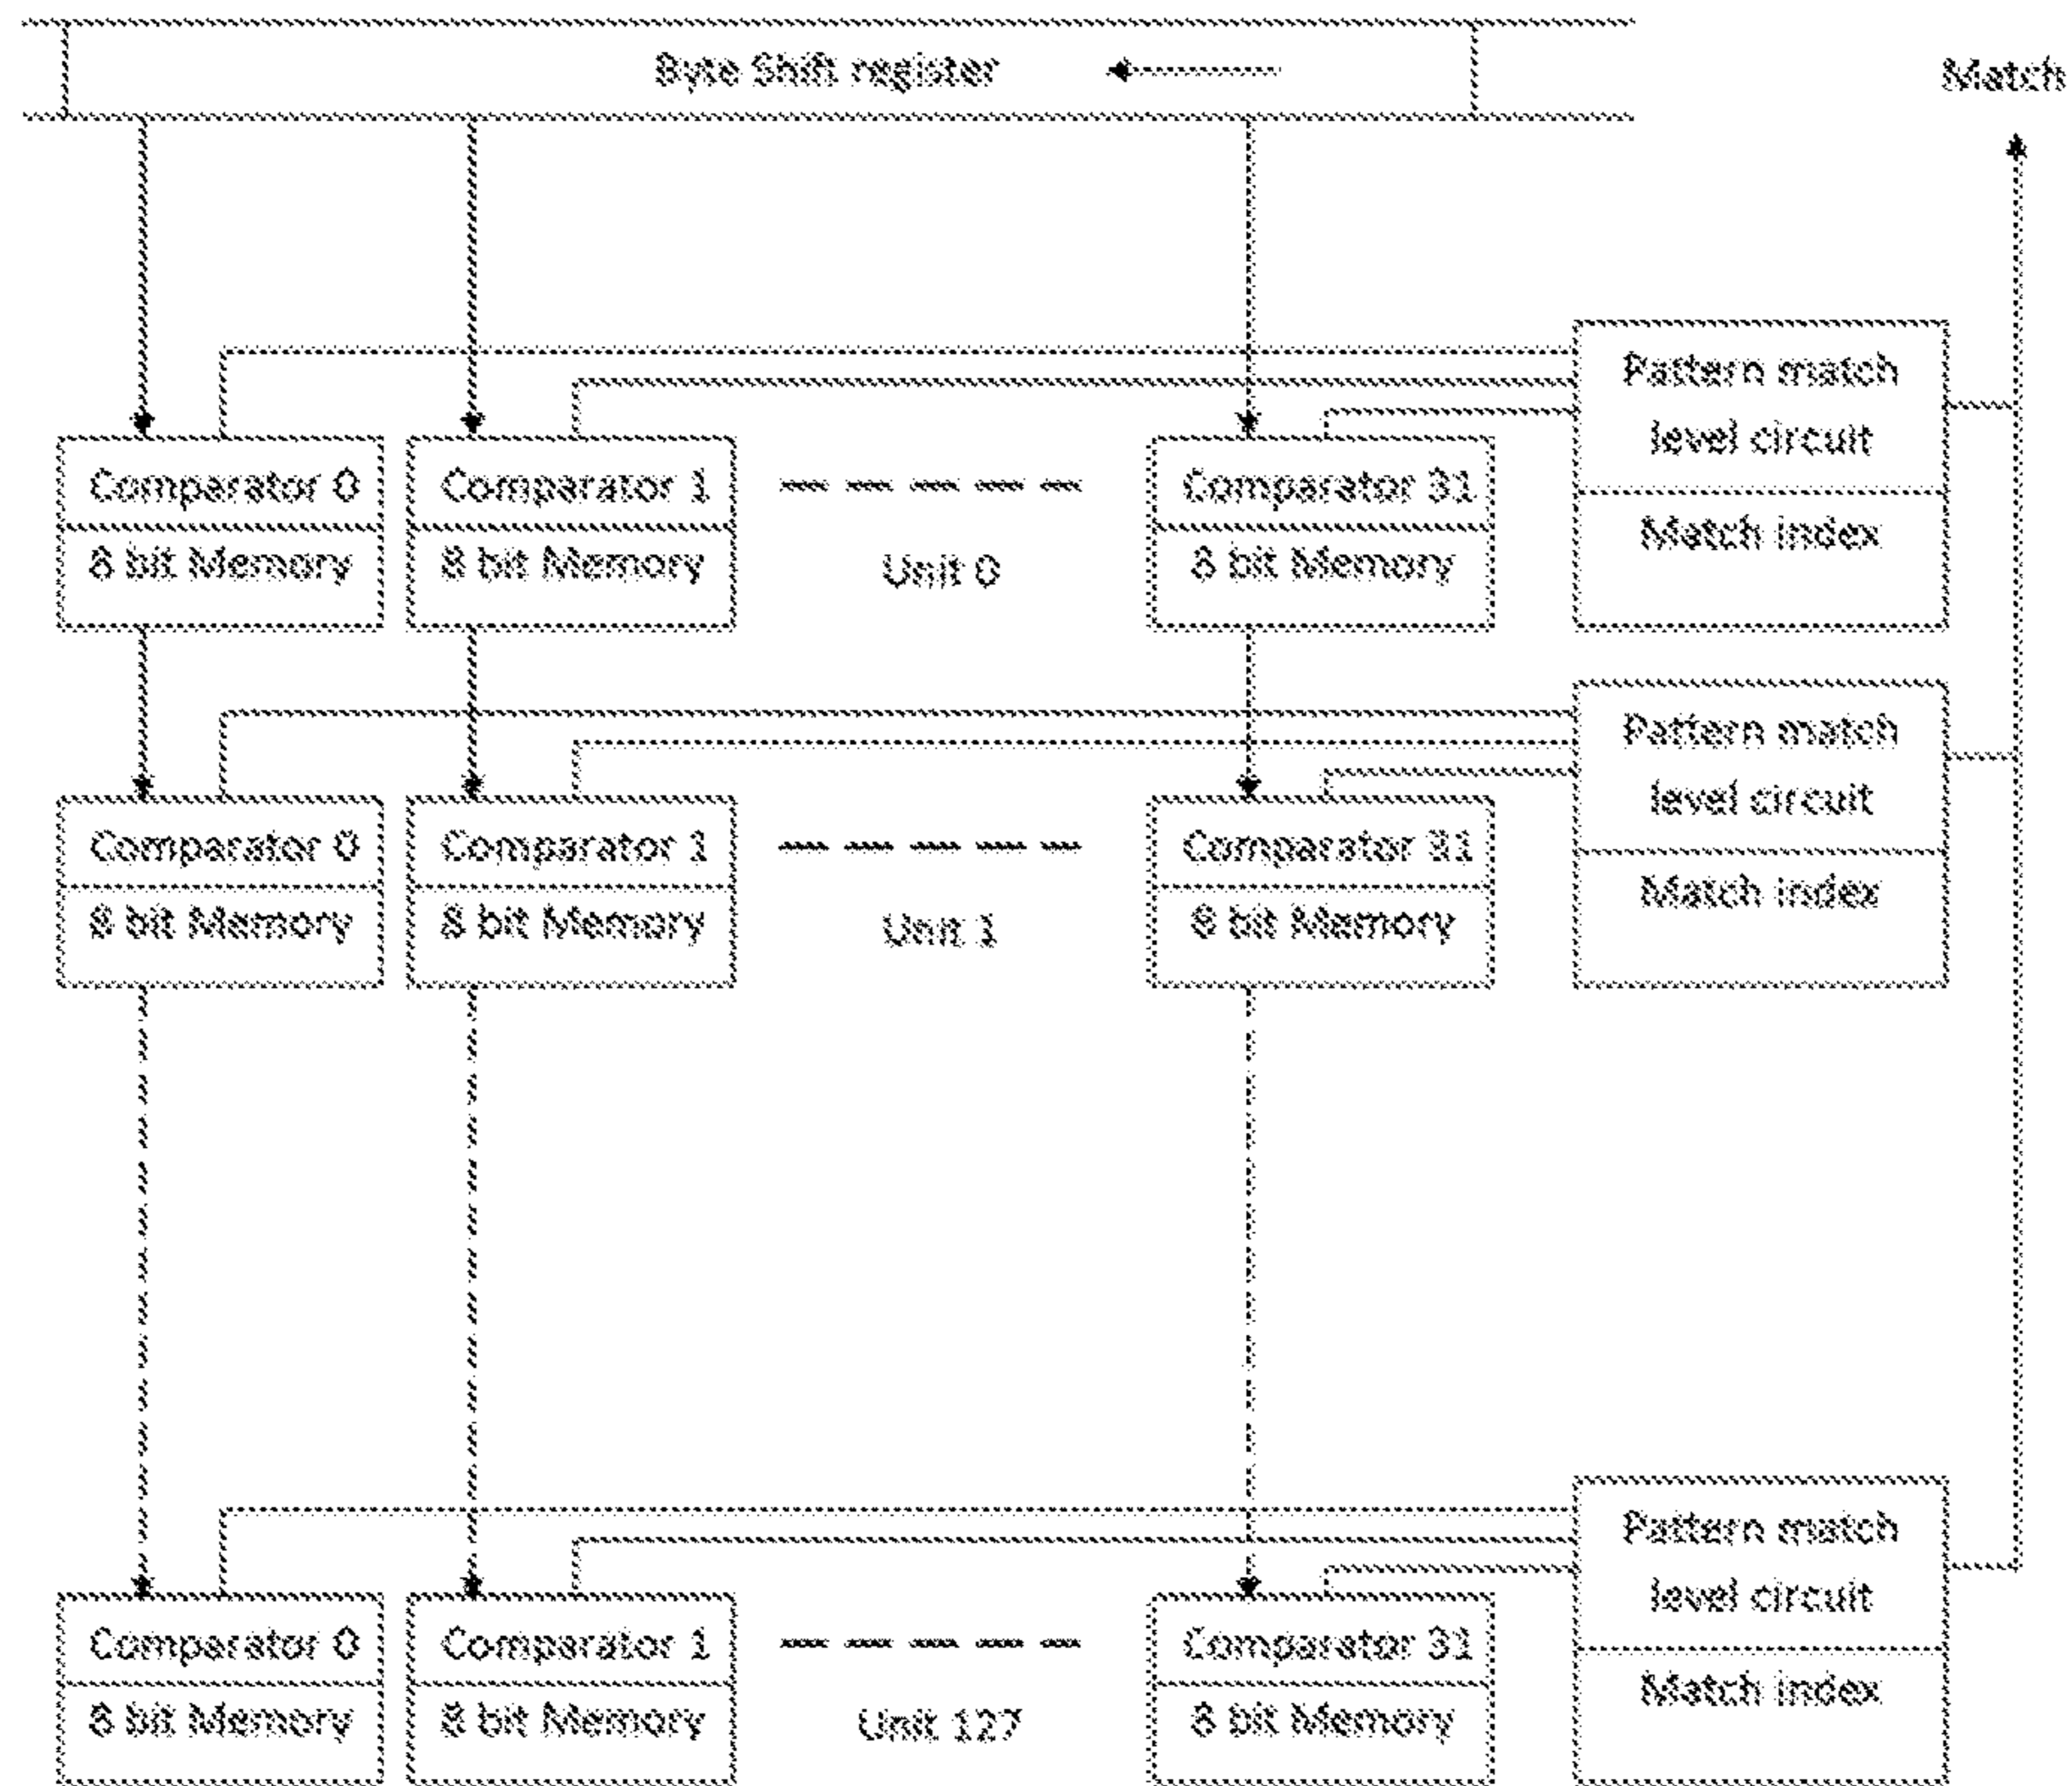 Byte Shift register
Match
Pattern match
level circuit
Match index
Comparator 0
Comparator 1
Comparator 31
8 bit Memory
8 bit Memory
Unit 0
8 bit Memory
Pattern match
level circuit
Match index
Comparator 0
Comparator 1
Comparator 31
8 bit Memory
8 bit Memory
Unit 1
8 bit Memory
Pattern match
level circuit
Match index
Comparator 0
Comparator 1
Comparator 31
8 bit Memory
8 bit Memory
Unit 127
8 bit Memory